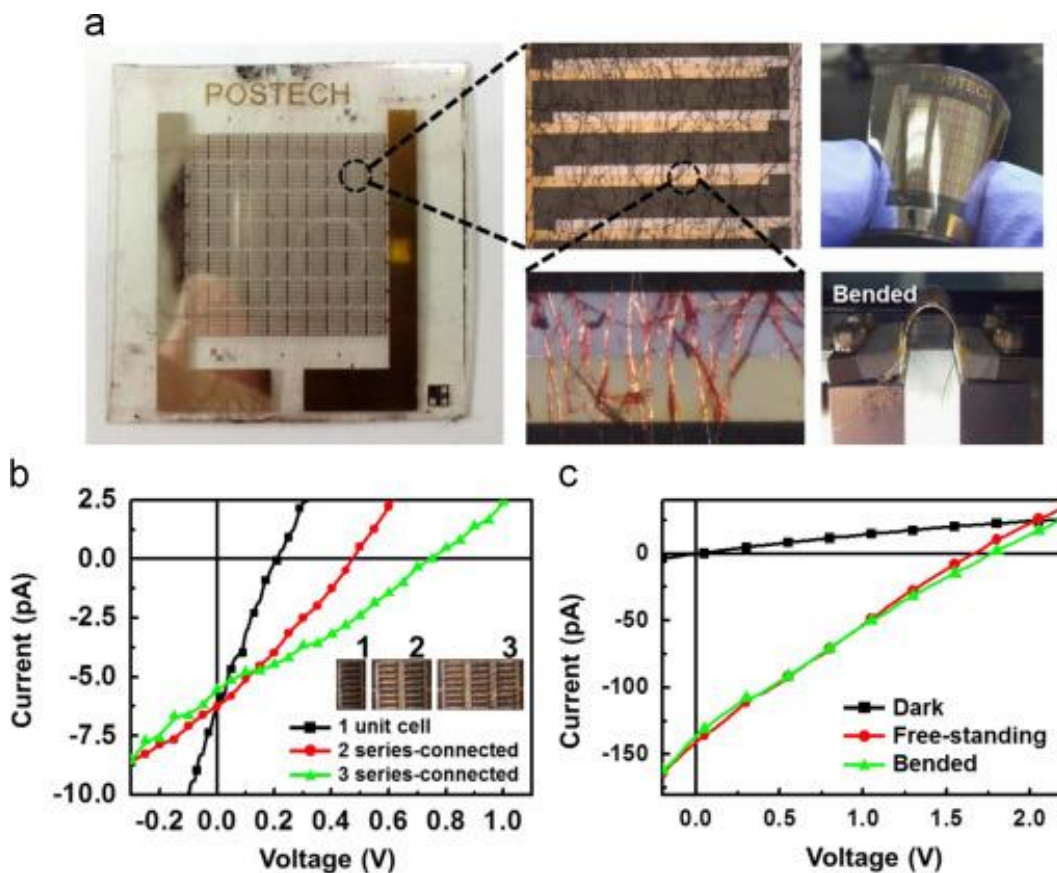 a
POSTECH
POSTECH
Bended
b
2.5
0.0
-2.5
-5.0
-7.5
-10.0
Current (pA)
1 2 3
1 unit cell
2 series-connected
3 series-connected
-0.2 0.0 0.2 0.4 0.6 0.8 1.0
Voltage (V)
c
0
-50
-100
-150
Current (pA)
Dark
Free-standing
Bended
0.0 0.5 1.0 1.5 2.0
Voltage (V)